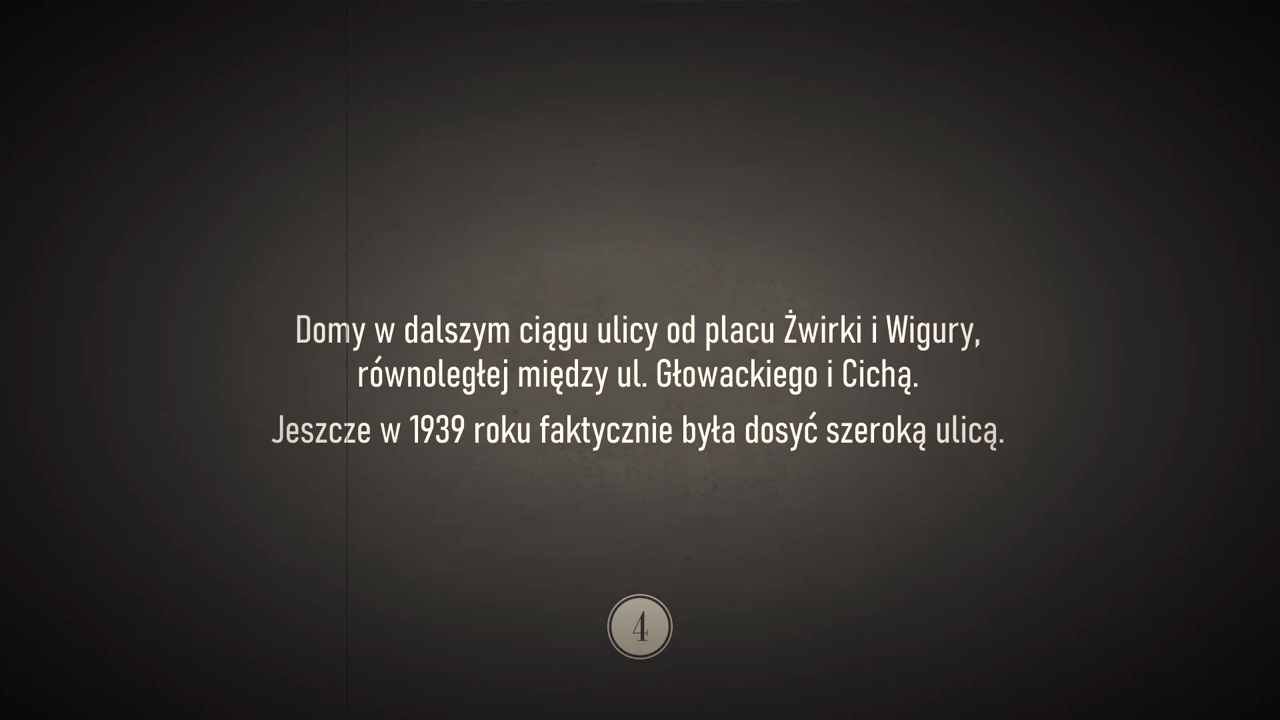 Domy w dalszym ciągu ulicy od placu Żwirki i Wigury,
równoległej między ul. Głowackiego i Cichą.
Jeszcze w 1939 roku faktycznie była dosyć szeroką ulicą.
4